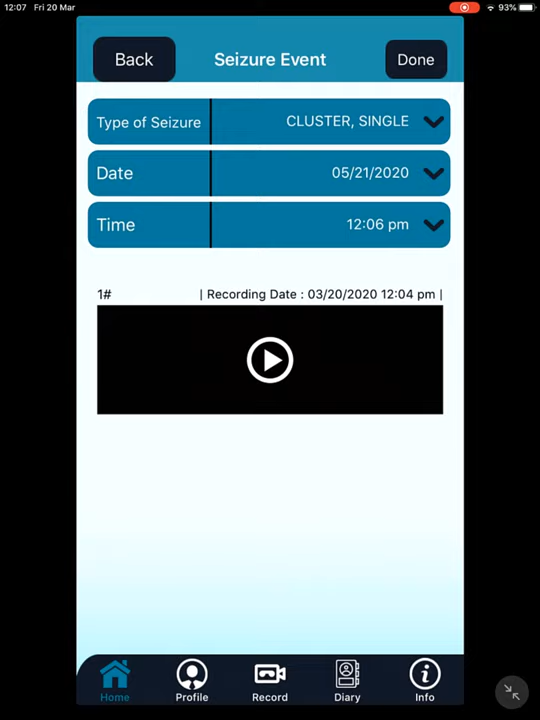 12:07 Fri 20 Mar 93%
Back Seizure Event Done
Type of Seizure CLUSTER, SINGLE
Date 05/21/2020
Time 12:06 pm
1# | Recording Date : 03/20/2020 12:04 pm |
Home Profile Record Diary Info